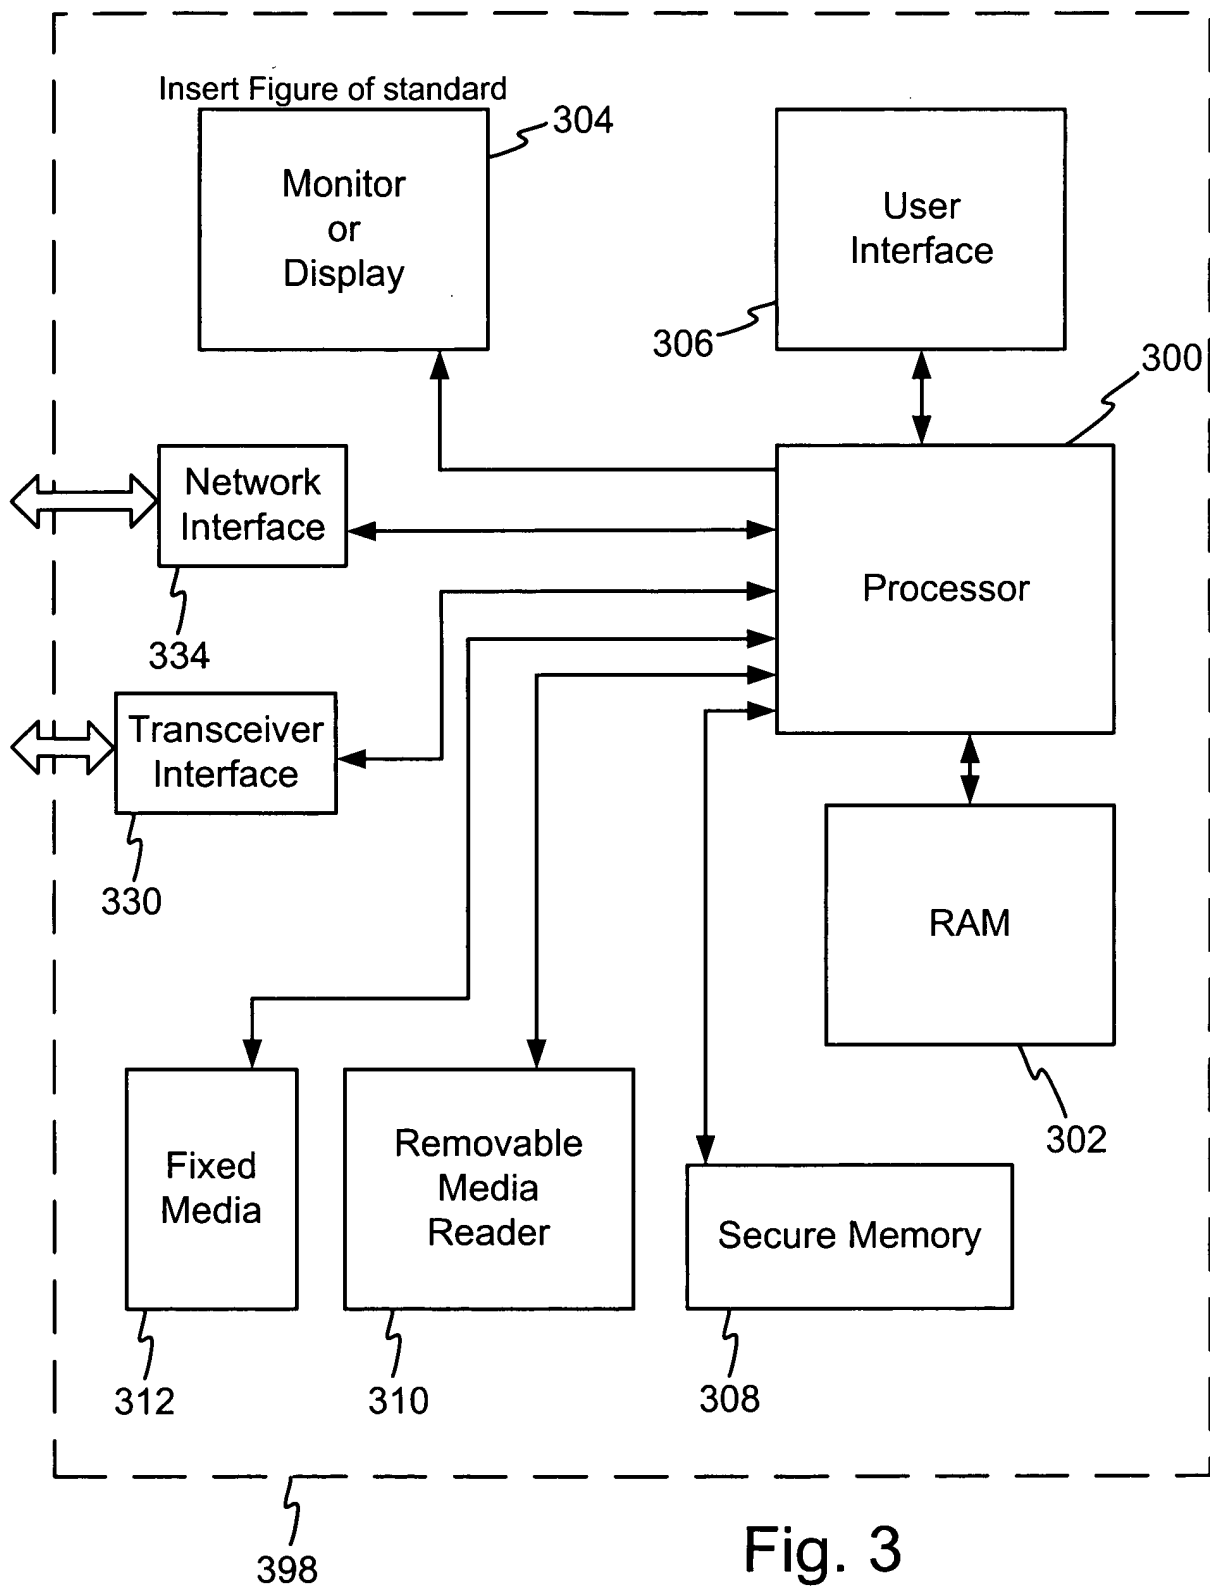 Insert Figure of standard
304
Monitor
or
Display
User
Interface
306
300
Network
Interface
334
Processor
Transceiver
Interface
330
RAM
302
Fixed
Media
312
Removable
Media
Reader
310
Secure Memory
308
398
Fig. 3